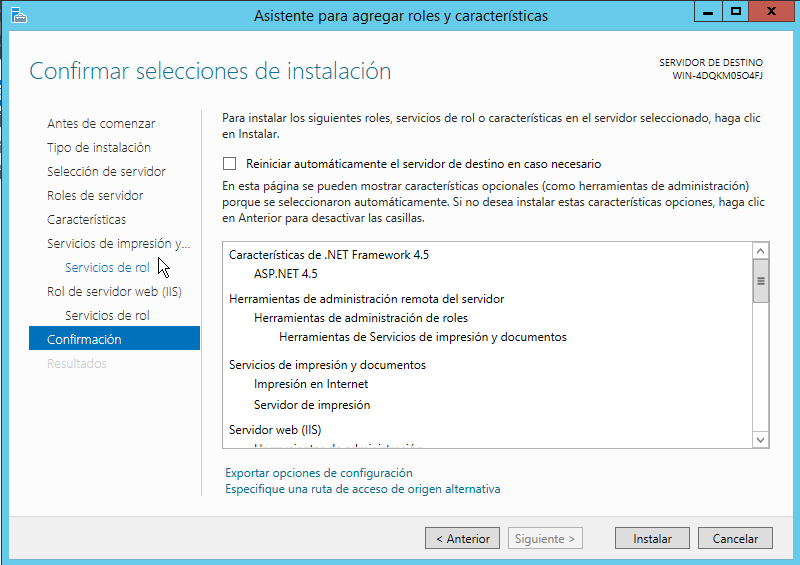 Asistente para agregar roles y características
Confirmar selecciones de instalación
SERVIDOR DE DESTINO
WIN-4DQKM05O4FJ
Antes de comenzar
Tipo de instalación
Selección de servidor
Roles de servidor
Características
Servicios de impresión y...
Servicios de rol
Rol de servidor web (IIS)
Servicios de rol
Confirmación
Resultados
Para instalar los siguientes roles, servicios de rol o características en el servidor seleccionado, haga clic
en Instalar.
Reiniciar automáticamente el servidor de destino en caso necesario
En esta página se pueden mostrar características opcionales (como herramientas de administración)
porque se seleccionaron automáticamente. Si no desea instalar estas características opciones, haga clic
en Anterior para desactivar las casillas.
Características de .NET Framework 4.5
ASP.NET 4.5
Herramientas de administración remota del servidor
Herramientas de administración de roles
Herramientas de Servicios de impresión y documentos
Servicios de impresión y documentos
Impresión en Internet
Servidor de impresión
Servidor web (IIS)
Exportar opciones de configuración
Especifique una ruta de acceso de origen alternativa
< Anterior
Siguiente >
Instalar
Cancelar